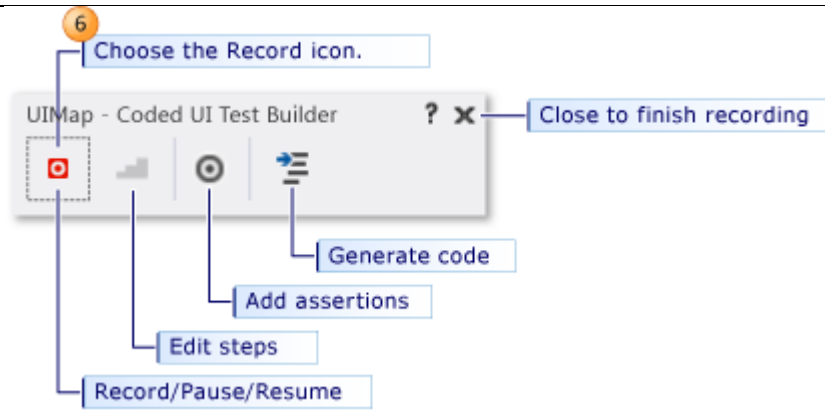 6
Choose the Record icon.
UIMap - Coded UI Test Builder ? X
Close to finish recording
Generate code
Add assertions
Edit steps
Record/Pause/Resume